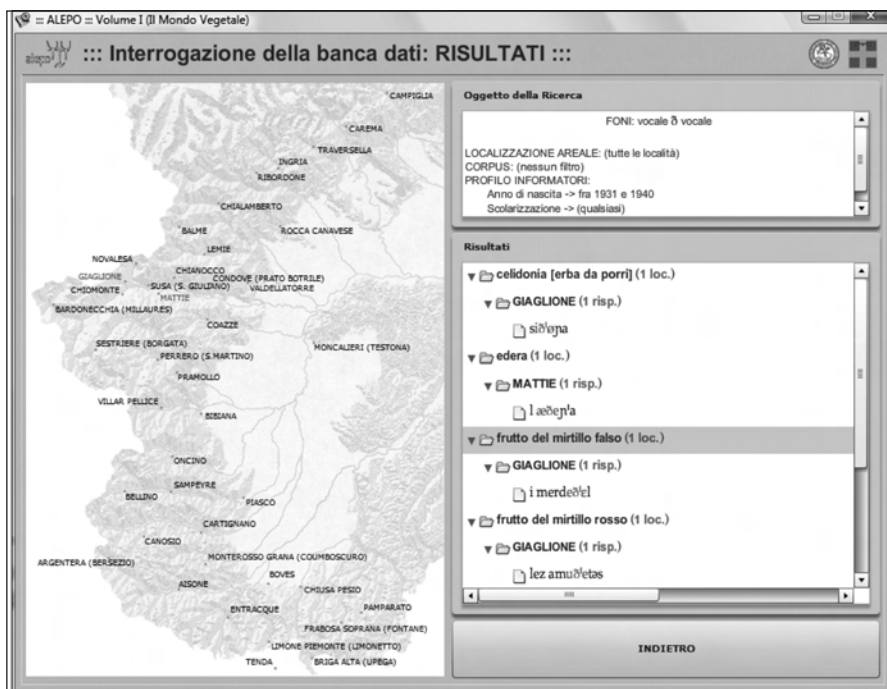 ::: ALEPO ::: Volume I (Il Mondo Vegetale)
alepo
::: Interrogazione della banca dati: RISULTATI :::
CAMPIGLIA
CAREMA
TRAVERSELLA
INGRIA
RIBORDONE
CHIALAMBERTO
BALME
ROCCA CANAVESE
LEMIE
NOVALESA
CHIANOCCO
GIAGLIONE
CONDOVE (PRATO BOTRILE)
CHIOMONTE
SUSA (S. GIULIANO)
VALDELLATORRE
MATTIE
BARDONECCHIA (MILLAURES)
COAZZE
SESTRIERE (BORGATA)
MONCALIERI (TESTONA)
PERRERO (S.MARTINO)
PRAMOLLO
VILLAR PELLICE
BIBIANA
ONCINO
SAMPEYRE
BELLINO
PIASCO
CARTIGNANO
CANOSIO
ARGENTERA (BERSEZIO)
MONTEROSSO GRANA (COUMBOSCURO)
BOVES
AISONE
CHIUSA PESIO
ENTRACQUE
PAMPARATO
FRABOSA SOPRANA (FONTANE)
LIMONE PIEMONTE (LIMONETTO)
TENDA
BRIGA ALTA (UPEGA)
Oggetto della Ricerca
FONI: vocale ð vocale
LOCALIZZAZIONE AREALE: (tutte le località)
CORPUS: (nessun filtro)
PROFILO INFORMATORI:
Anno di nascita -> fra 1931 e 1940
Scolarizzazione -> (qualsiasi)
Risultati
celidonia [erba da porri] (1 loc.)
GIAGLIONE (1 risp.)
siðˈøɲa
edera (1 loc.)
MATTIE (1 risp.)
l æðeɲˈa
frutto del mirtillo falso (1 loc.)
GIAGLIONE (1 risp.)
i merdeðˈɛl
frutto del mirtillo rosso (1 loc.)
GIAGLIONE (1 risp.)
lez amuðˈetəs
INDIETRO